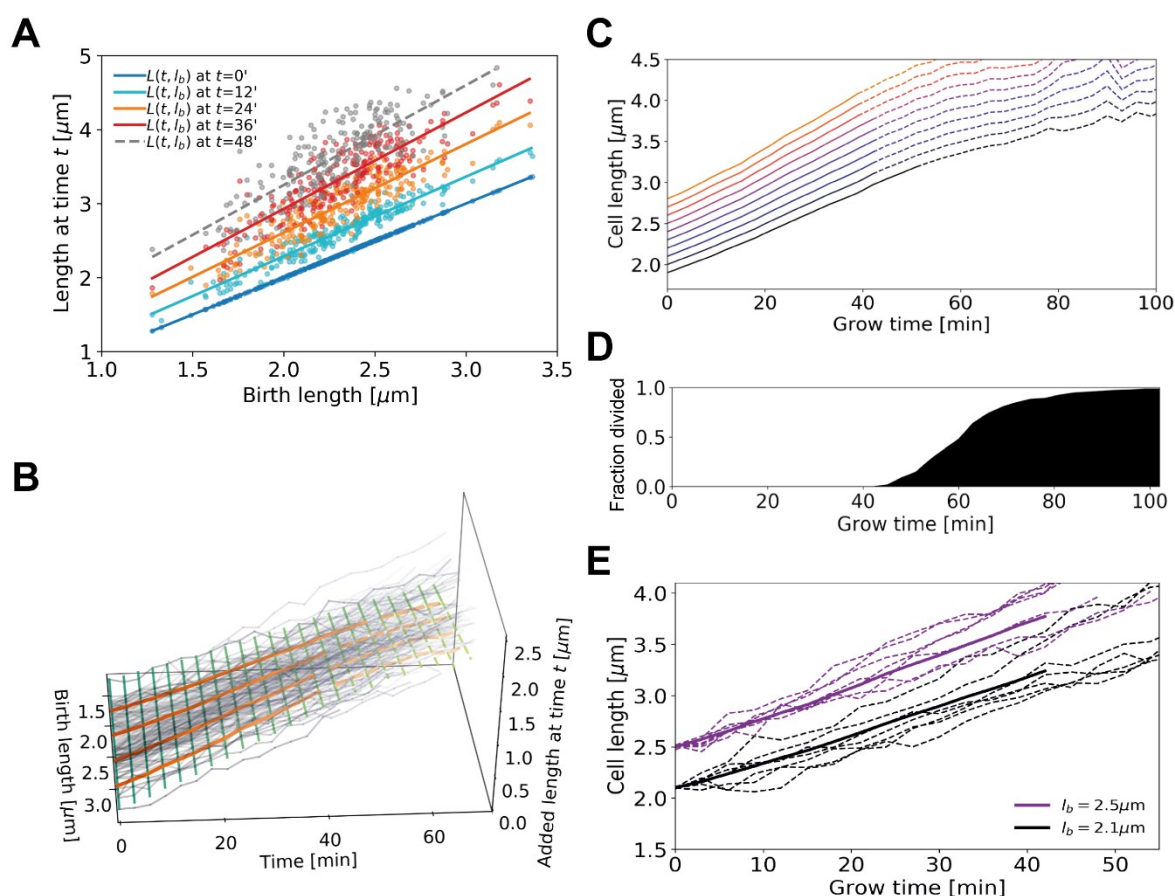 A
Length at time t [μm]
5
4
3
2
1
L(t, l_b) at t=0'
L(t, l_b) at t=12'
L(t, l_b) at t=24'
L(t, l_b) at t=36'
L(t, l_b) at t=48'
1.0 1.5 2.0 2.5 3.0 3.5
Birth length [μm]
B
Birth length [μm]
1.5
2.0
2.5
3.0
0 20 40 60
Time [min]
2.5
2.0
1.5
1.0
0.5
0.0
Added length at time t [μm]
C
Cell length [μm]
4.5
4.0
3.5
3.0
2.5
2.0
0 20 40 60 80 100
Grow time [min]
D
Fraction divided
1.0
0.5
0.0
0 20 40 60 80 100
Grow time [min]
E
Cell length [μm]
4.0
3.5
3.0
2.5
2.0
1.5
l_b = 2.5μm
l_b = 2.1μm
0 10 20 30 40 50
Grow time [min]